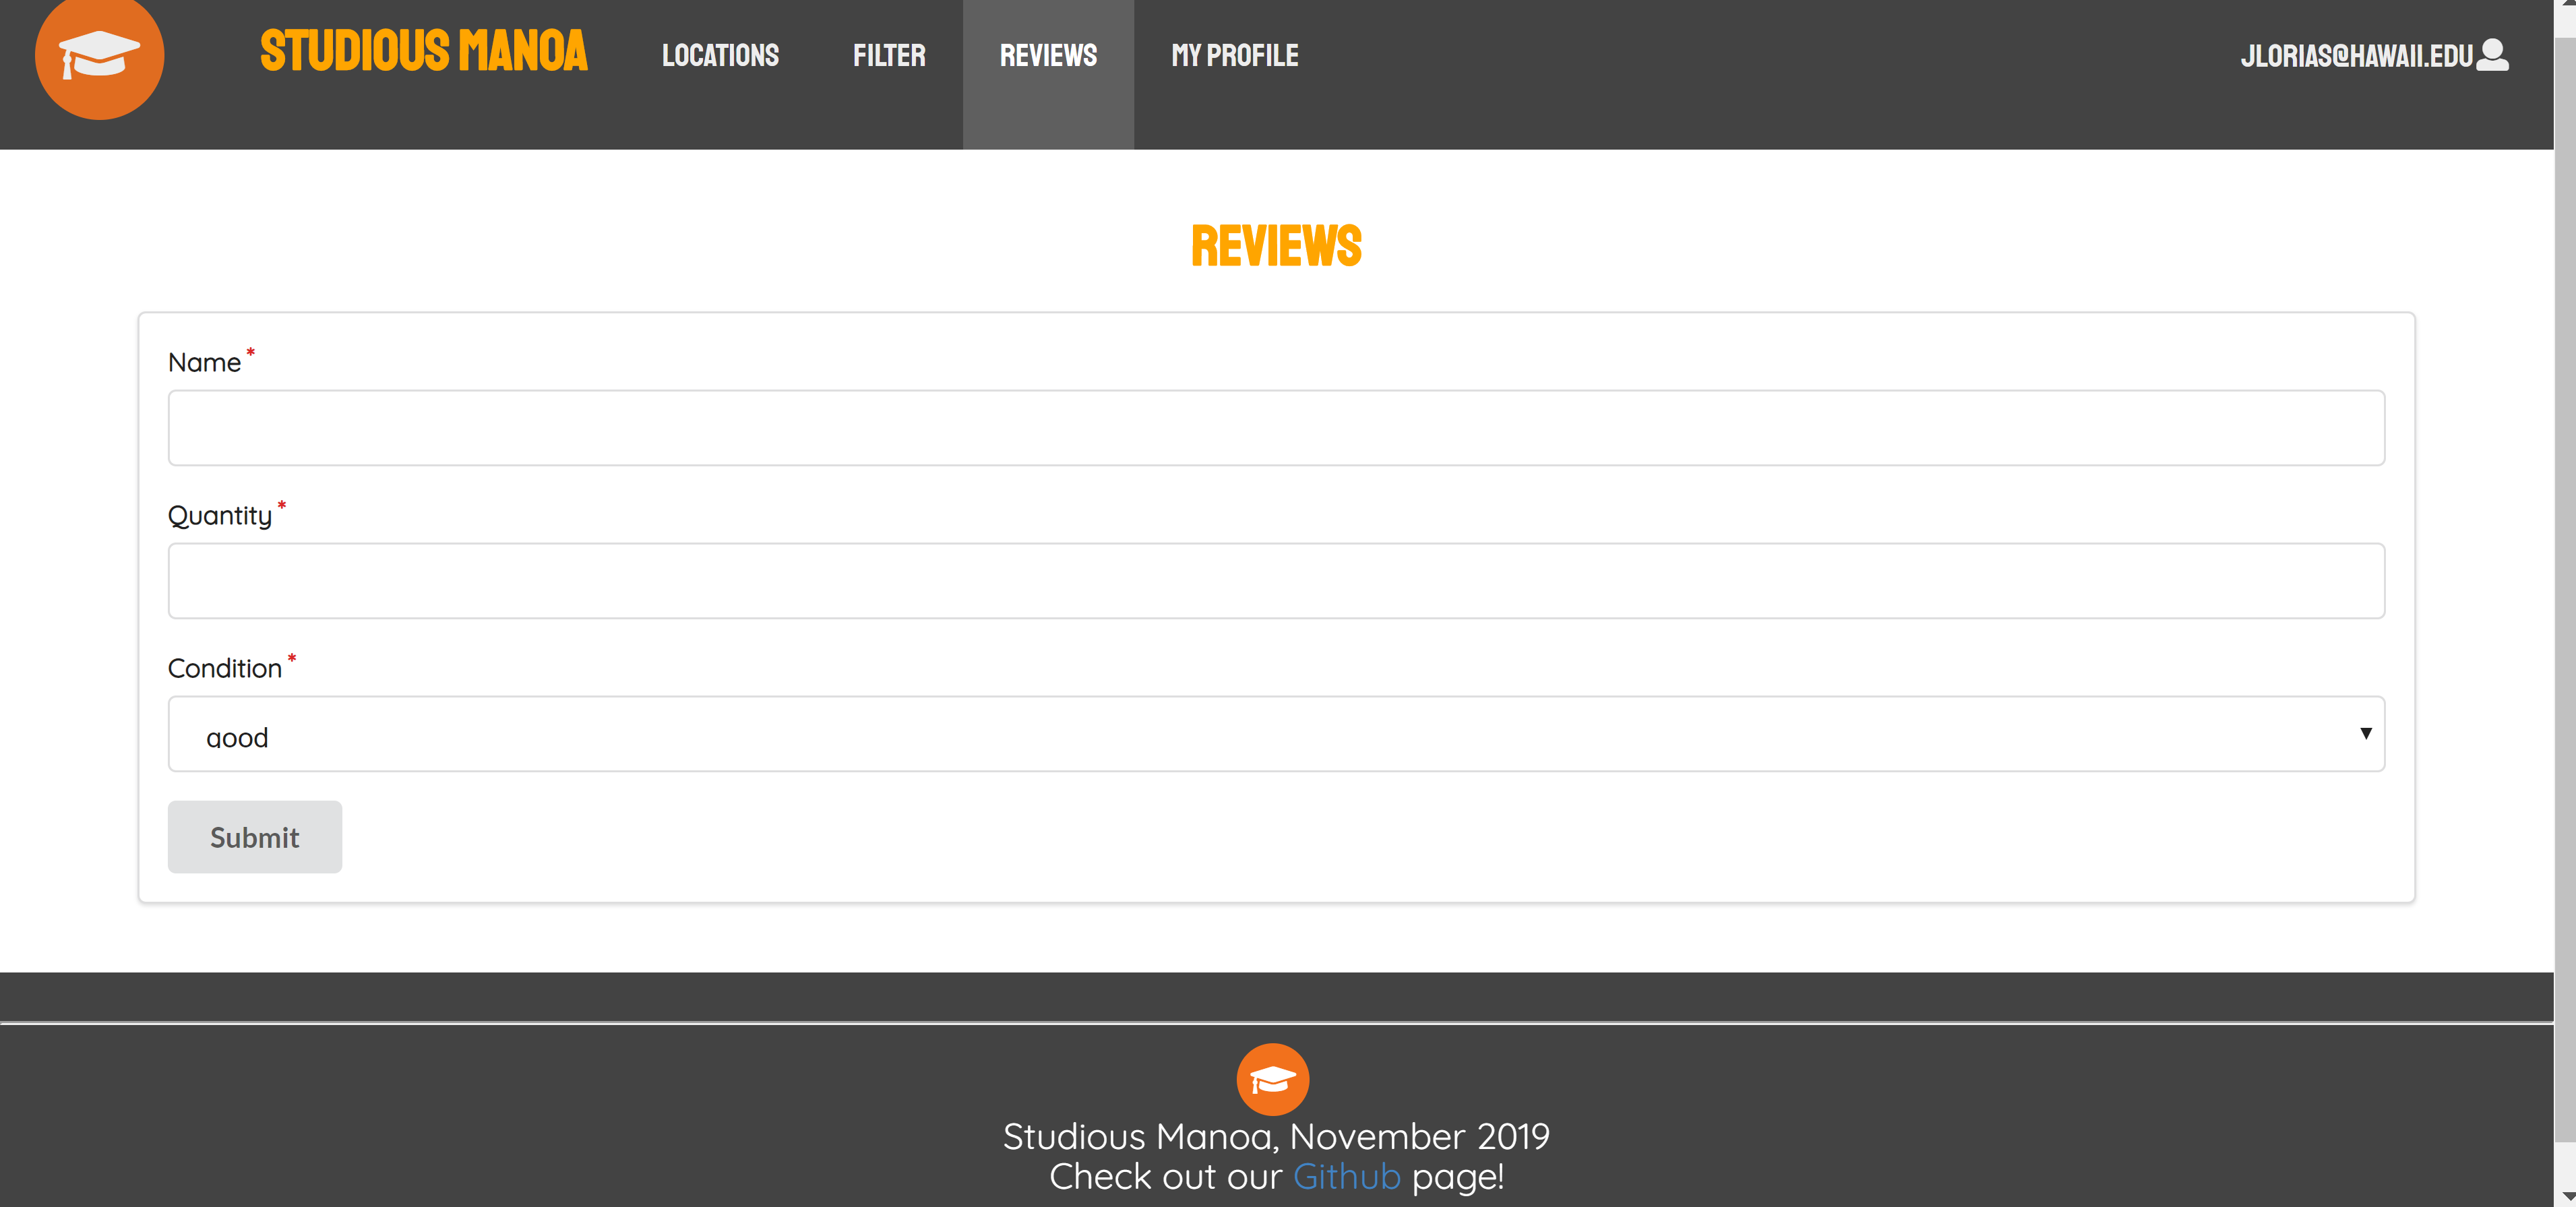 STUDIOUS MANOA LOCATIONS FILTER REVIEWS MY PROFILE JLORIAS@HAWAII.EDU
REVIEWS
Name *
Quantity *
Condition *
good
Submit
Studious Manoa, November 2019
Check out our Github page!